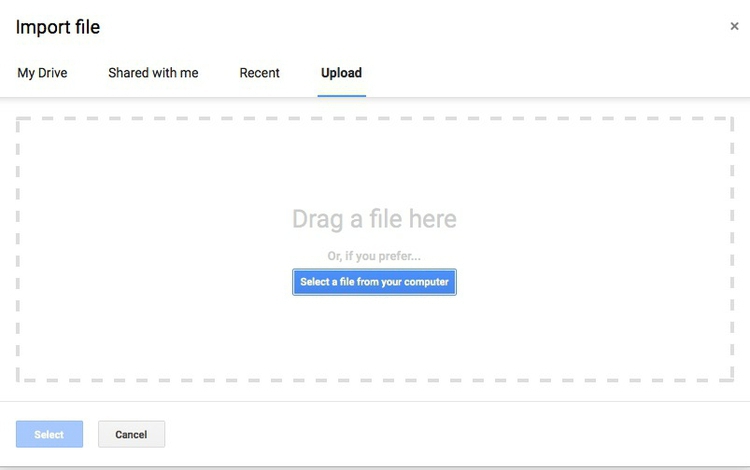 Import file
My Drive Shared with me Recent Upload
Drag a file here
Or, if you prefer...
Select a file from your computer
Select Cancel